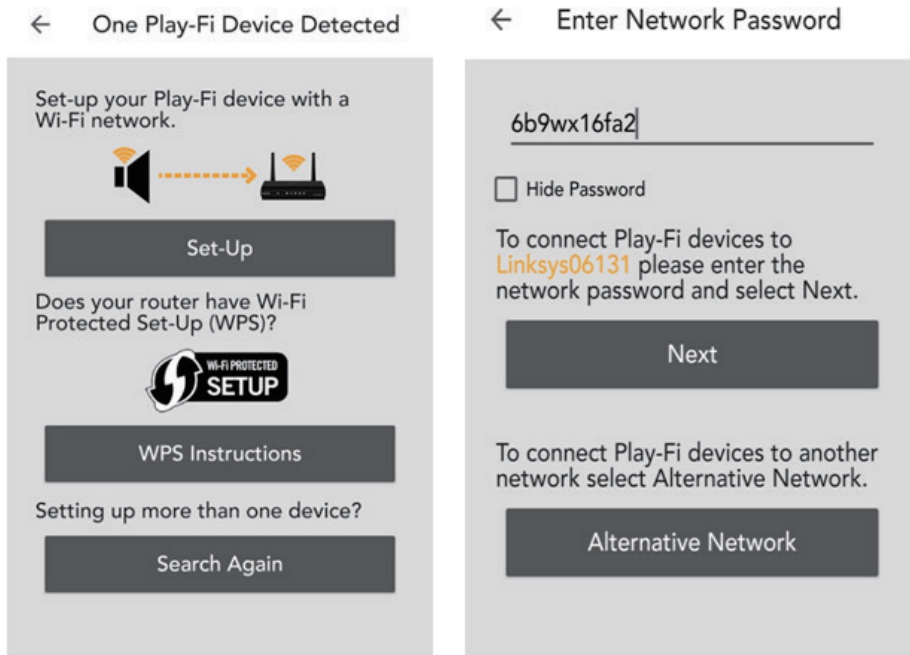 ← One Play-Fi Device Detected
Set-up your Play-Fi device with a
Wi-Fi network.
Set-Up
Does your router have Wi-Fi
Protected Set-Up (WPS)?
Wi-Fi PROTECTED
SETUP
WPS Instructions
Setting up more than one device?
Search Again
← Enter Network Password
6b9wx16fa2
Hide Password
To connect Play-Fi devices to
Linksys06131 please enter the
network password and select Next.
Next
To connect Play-Fi devices to another
network select Alternative Network.
Alternative Network